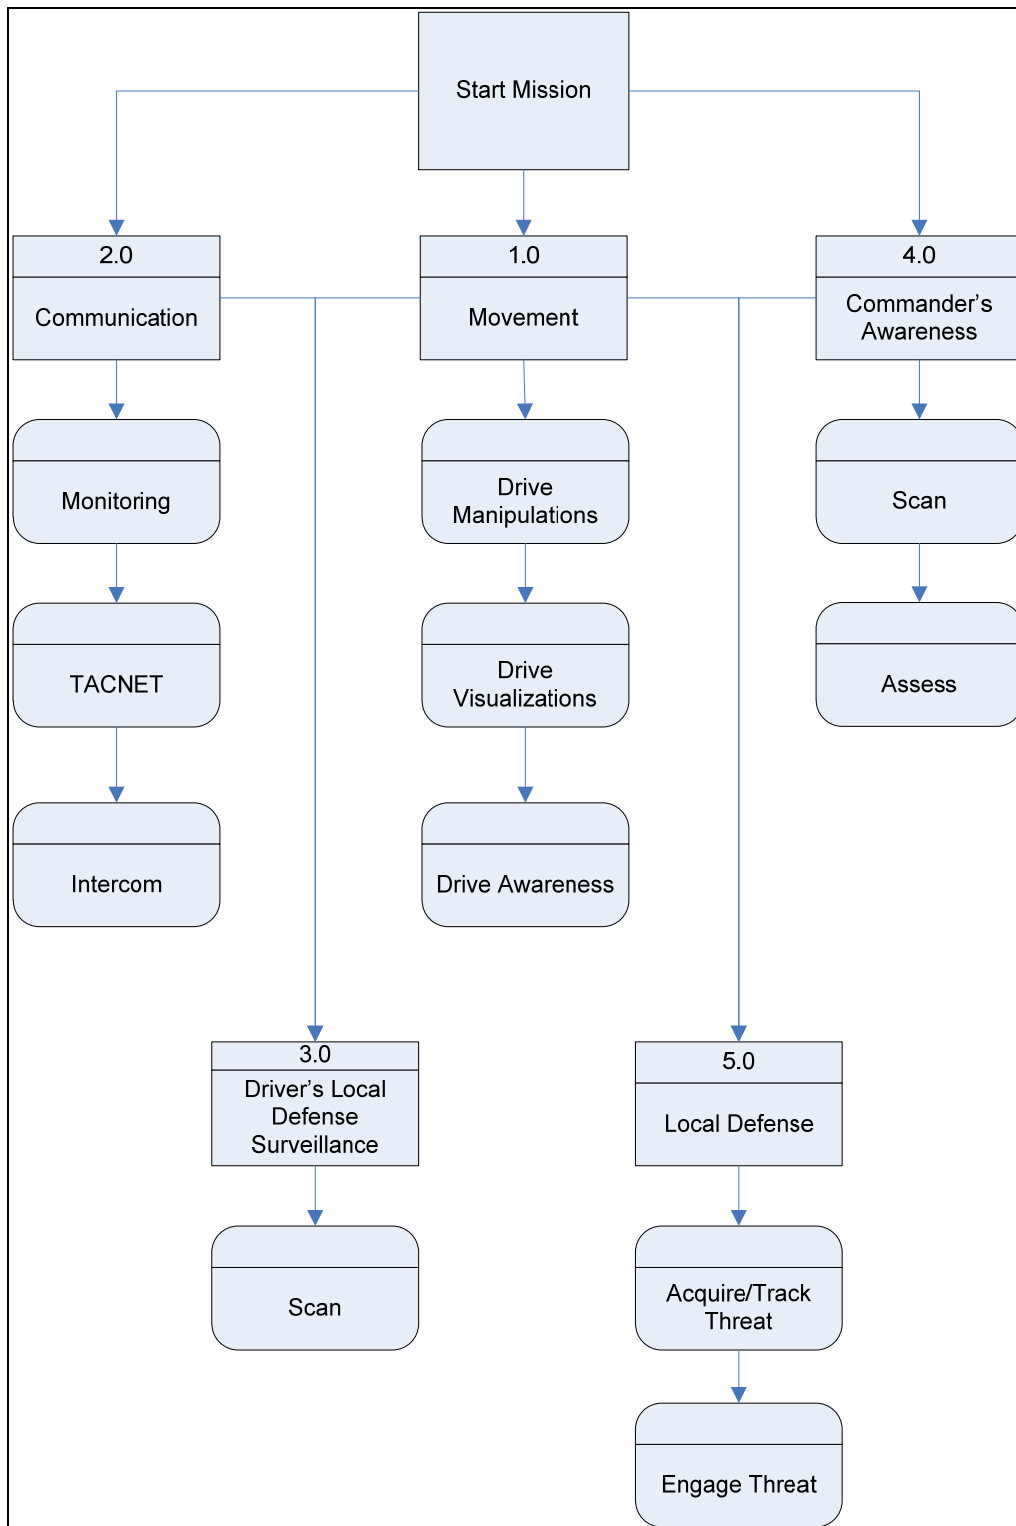 Start Mission
2.0
Communication
1.0
Movement
4.0
Commander's
Awareness
Monitoring
Drive
Manipulations
Scan
TACNET
Drive
Visualizations
Assess
Intercom
Drive Awareness
3.0
Driver's Local
Defense
Surveillance
5.0
Local Defense
Scan
Acquire/Track
Threat
Engage Threat